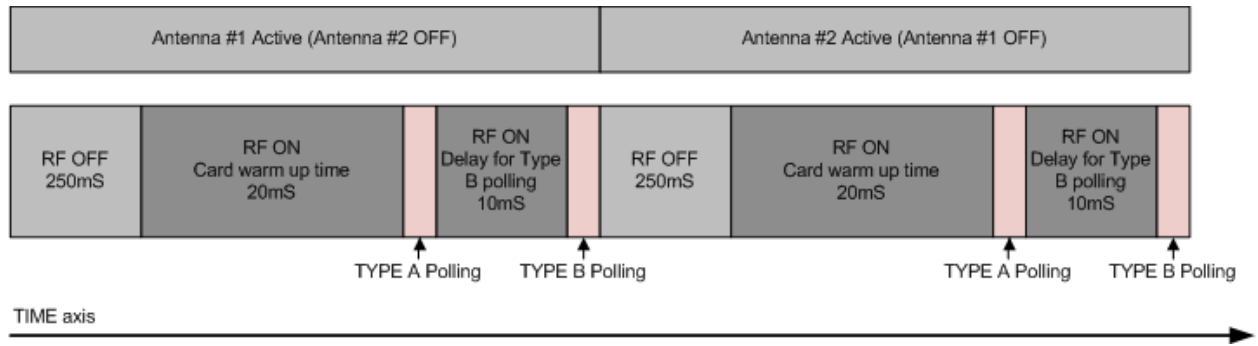 Antenna #1 Active (Antenna #2 OFF)
Antenna #2 Active (Antenna #1 OFF)
RF OFF
250mS
RF ON
Card warm up time
20mS
RF ON
Delay for Type
B polling
10mS
RF OFF
250mS
RF ON
Card warm up time
20mS
RF ON
Delay for Type
B polling
10mS
TYPE A Polling
TYPE B Polling
TYPE A Polling
TYPE B Polling
TIME axis